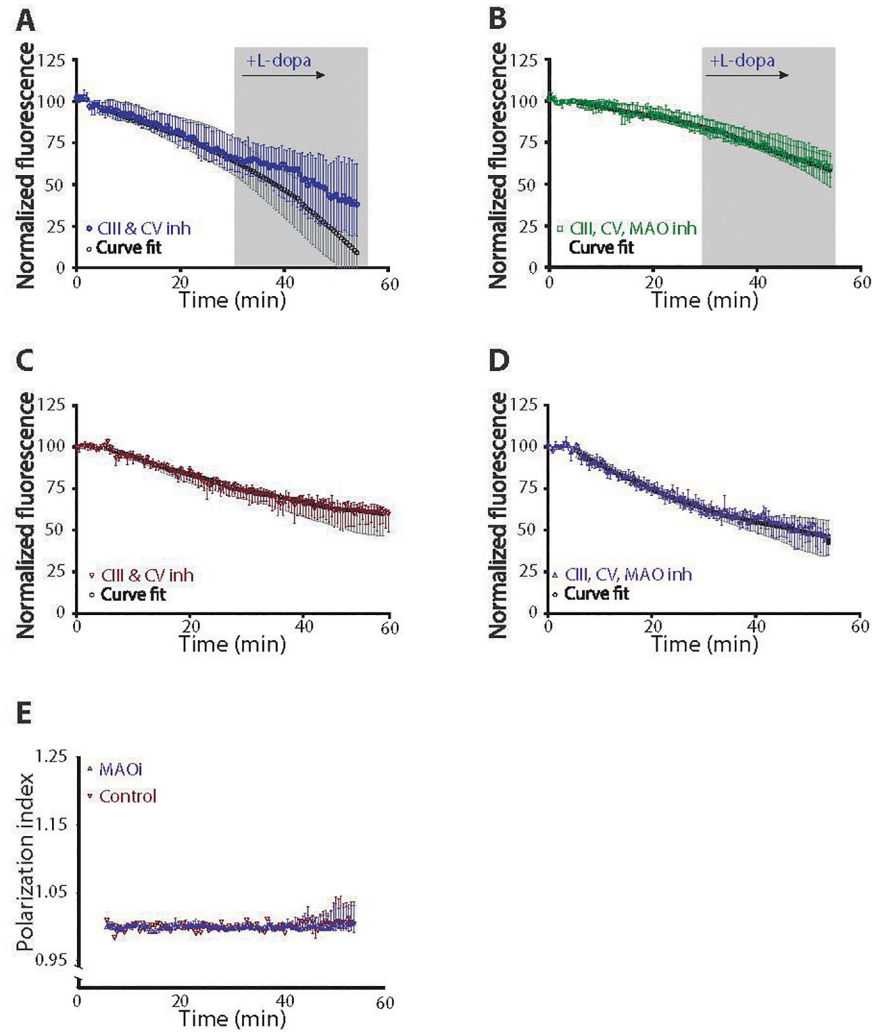 A
Normalized fluorescence
125
100
75
50
25
0
+L-dopa
CIII & CV inh
Curve fit
0
20
40
60
Time (min)
B
Normalized fluorescence
125
100
75
50
25
0
+L-dopa
CIII, CV, MAO inh
Curve fit
0
20
40
60
Time (min)
C
Normalized fluorescence
125
100
75
50
25
0
CIII & CV inh
Curve fit
0
20
40
60
Time (min)
D
Normalized fluorescence
125
100
75
50
25
0
CIII, CV, MAO inh
Curve fit
0
20
40
60
Time (min)
E
Polarization index
1.25
1.15
1.05
0.95
MAOi
Control
0
20
40
60
Time (min)